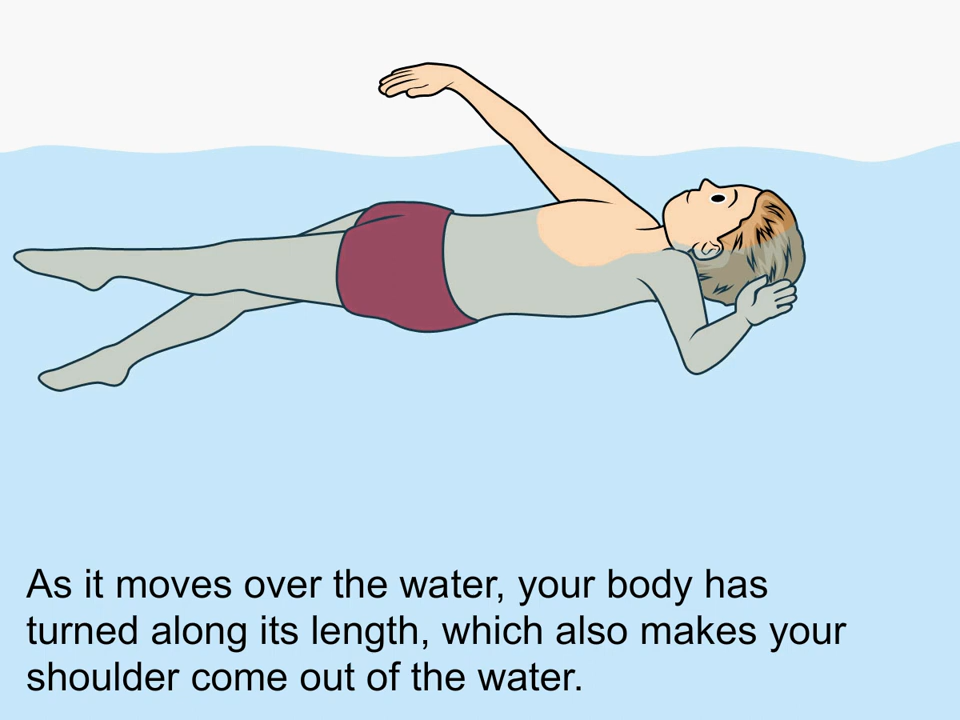 As it moves over the water, your body has
turned along its length, which also makes your
shoulder come out of the water.